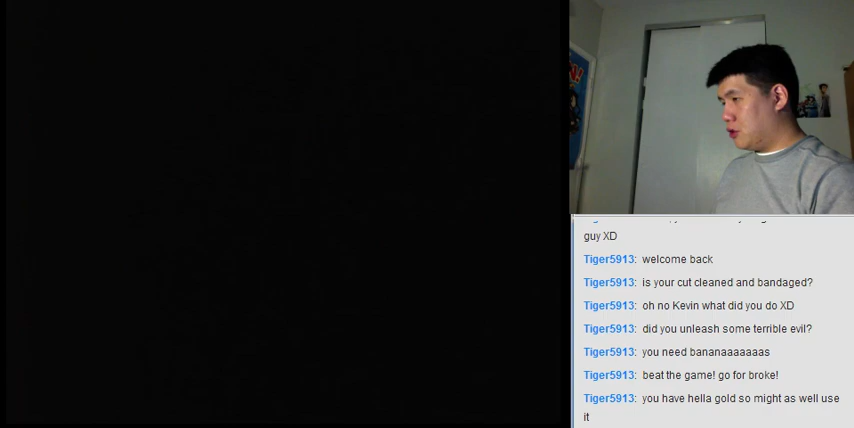 guy XD
Tiger5913: welcome back
Tiger5913: is your cut cleaned and bandaged?
Tiger5913: oh no Kevin what did you do XD
Tiger5913: did you unleash some terrible evil?
Tiger5913: you need bananaaaaaaas
Tiger5913: beat the game! go for broke!
Tiger5913: you have hella gold so might as well use
it